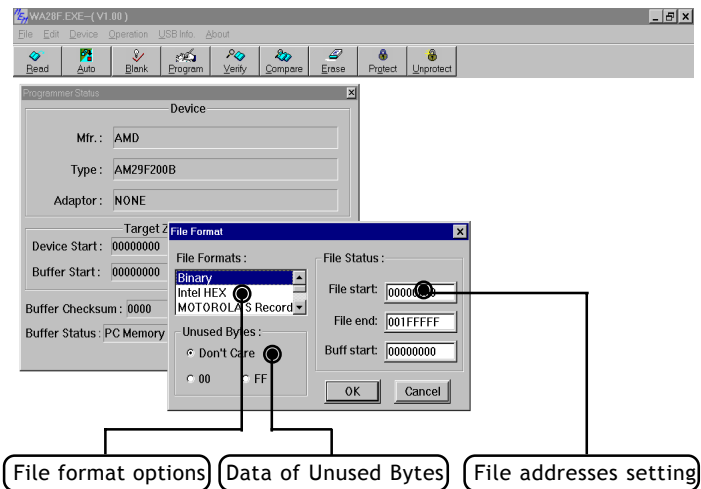 WA28F.EXE-( V1.00 )
File Edit Device Operation USB Info. About
Read Auto Blank Program Verify Compare Erase Protect Unprotect
Programmer Status
Device
Mfr. : AMD
Type : AM29F200B
Adaptor : NONE
Target Z
Device Start : 00000000
Buffer Start : 00000000
Buffer Checksum : 0000
Buffer Status : PC Memory
File Format
File Formats :
Binary
Intel HEX
MOTOROLA S Record
Unused Bytes :
Don't Care
00 FF
File Status :
File start: 00000000
File end: 001FFFFF
Buff start: 00000000
OK Cancel
File format options
Data of Unused Bytes
File addresses setting